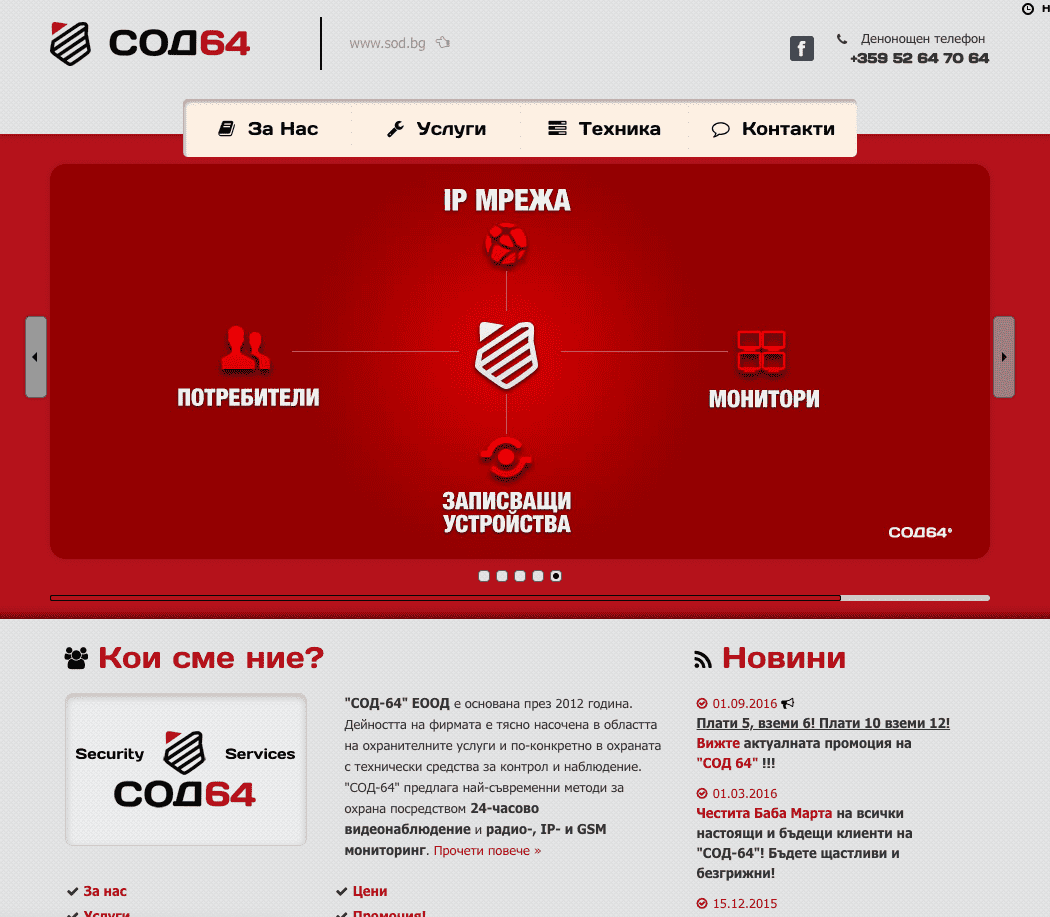 СОД64
www.sod.bg
Денонощен телефон
+359 52 64 70 64
За Нас
Услуги
Техника
Контакти
IP МРЕЖА
ПОТРЕБИТЕЛИ
МОНИТОРИ
ЗАПИСВАЩИ
УСТРОЙСТВА
СОД64®
Кои сме ние?
Security
Services
СОД64
"СОД-64" ЕООД е основана през 2012 година.
Дейността на фирмата е тясно насочена в областта
на охранителните услуги и по-конкретно в охраната
с технически средства за контрол и наблюдение.
"СОД-64" предлага най-съвременни методи за
охрана посредством 24-часово
видеонаблюдение и радио-, IP- и GSM
мониторинг. Прочети повече »
За нас
Цени
Услуги
Промоция!
Новини
01.09.2016
Плати 5, вземи 6! Плати 10 вземи 12!
Вижте актуалната промоция на
"СОД 64" !!!
01.03.2016
Честита Баба Марта на всички
настоящи и бъдещи клиенти на
"СОД-64"! Бъдете щастливи и
безгрижни!
15.12.2015